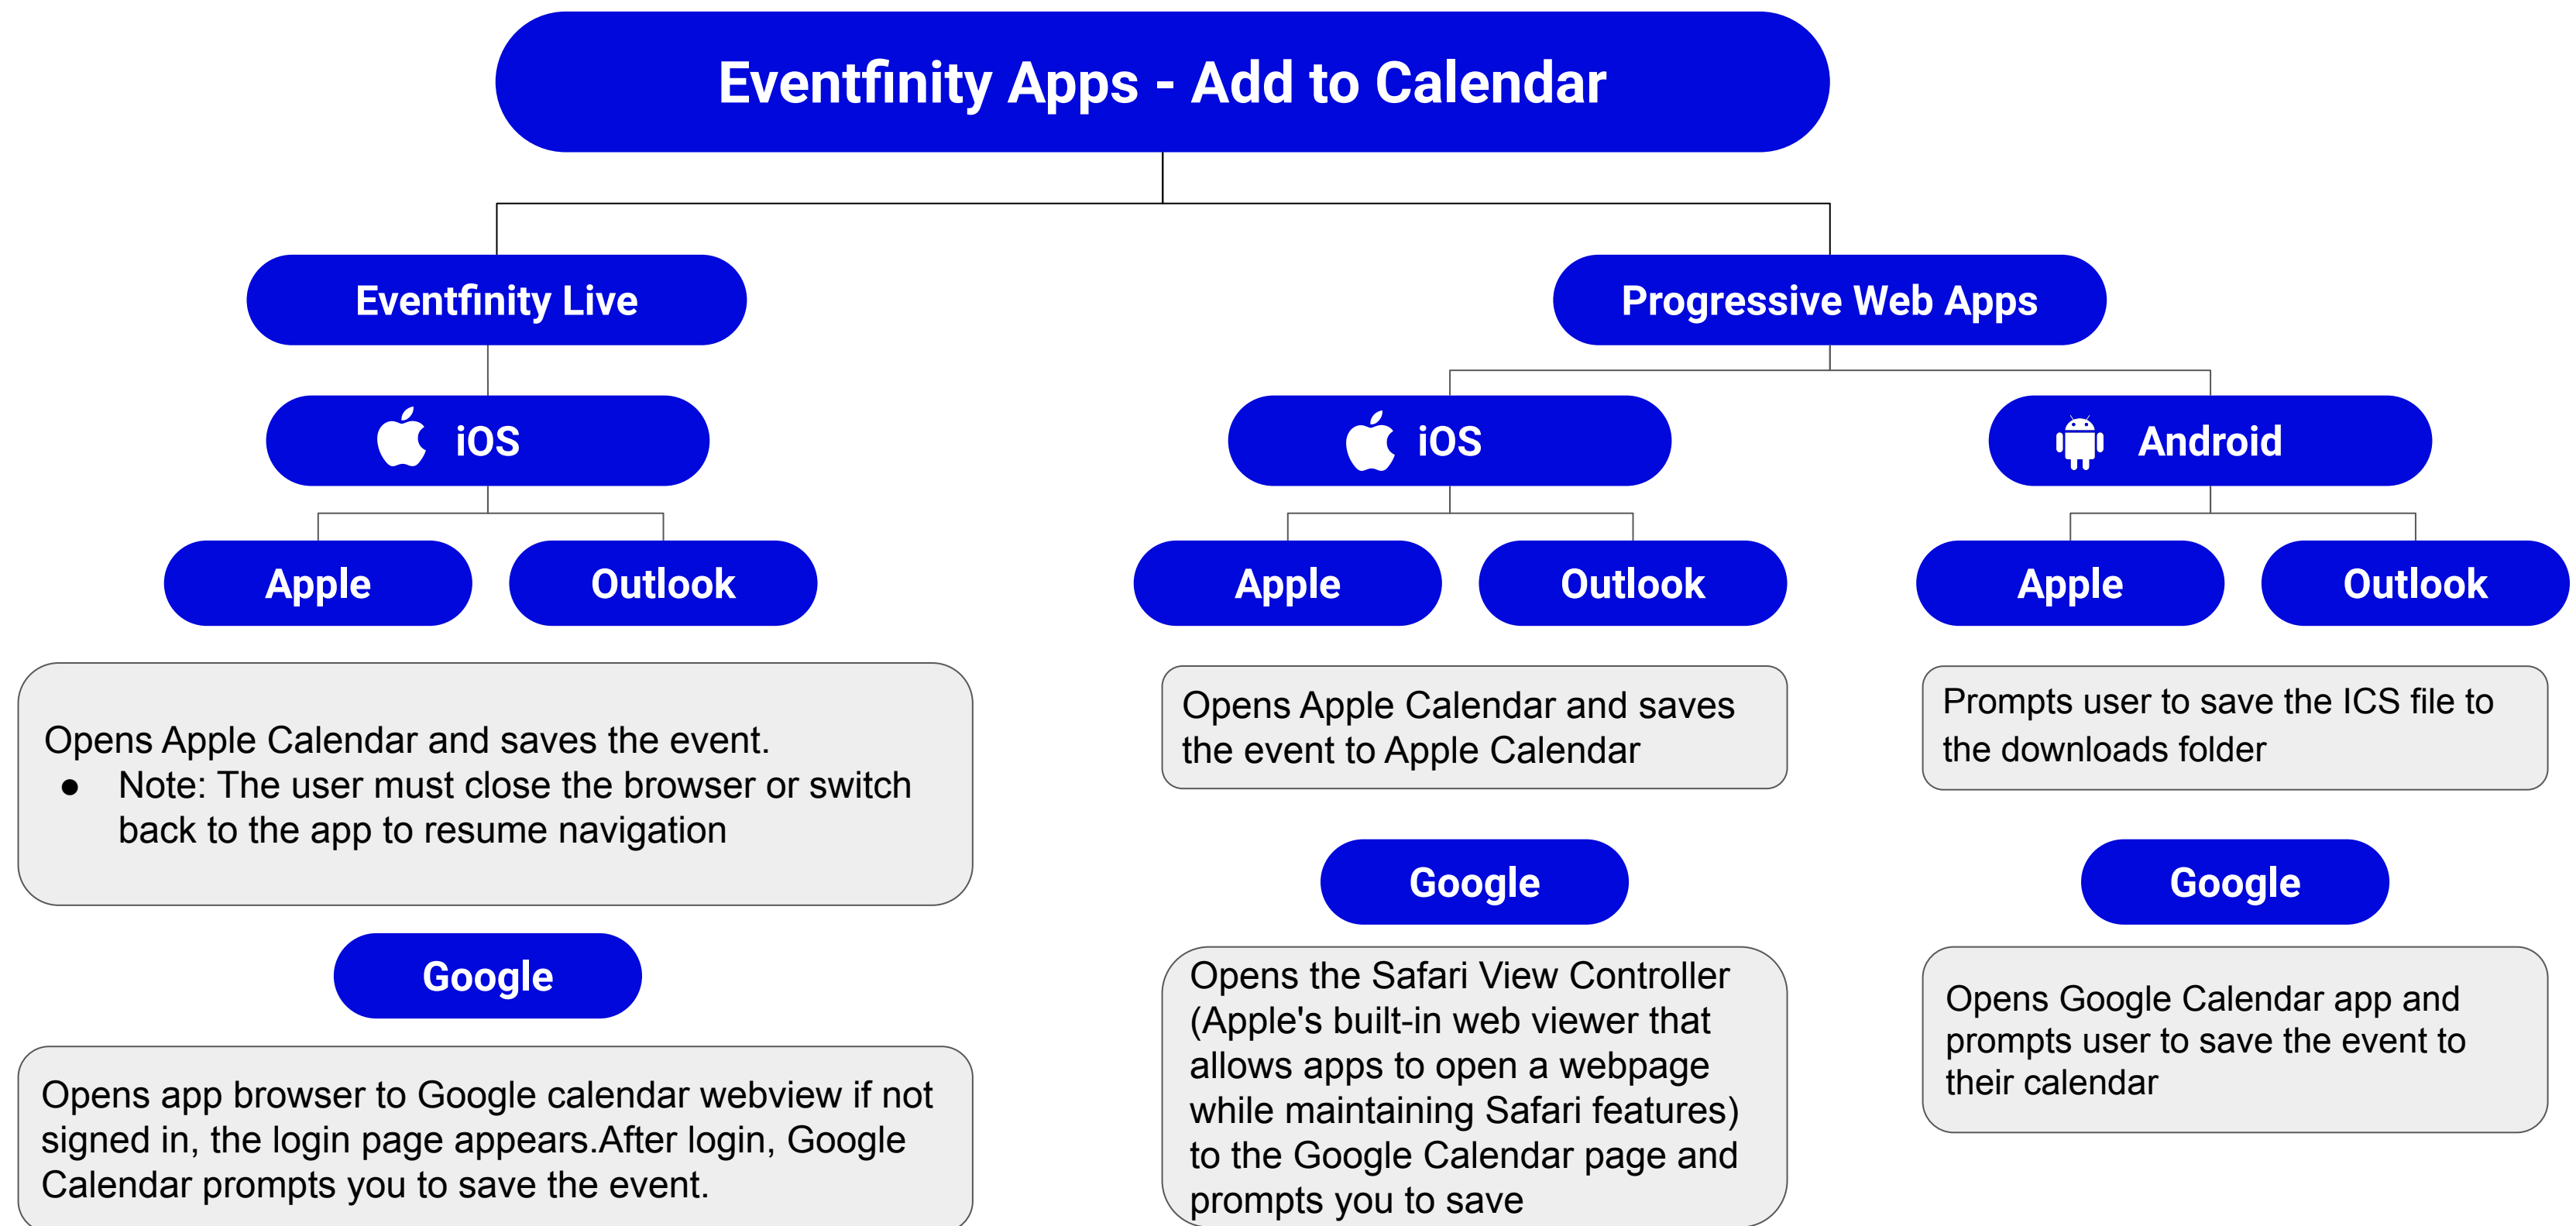 Eventfinity Apps - Add to Calendar
Eventfinity Live
Progressive Web Apps
iOS
iOS
Android
Apple
Outlook
Apple
Outlook
Apple
Outlook
Opens Apple Calendar and saves the event.
● Note: The user must close the browser or switch
back to the app to resume navigation
Opens Apple Calendar and saves
the event to Apple Calendar
Prompts user to save the ICS file to
the downloads folder
Google
Google
Google
Opens app browser to Google calendar webview if not
signed in, the login page appears.After login, Google
Calendar prompts you to save the event.
Opens the Safari View Controller
(Apple's built-in web viewer that
allows apps to open a webpage
while maintaining Safari features)
to the Google Calendar page and
prompts you to save
Opens Google Calendar app and
prompts user to save the event to
their calendar